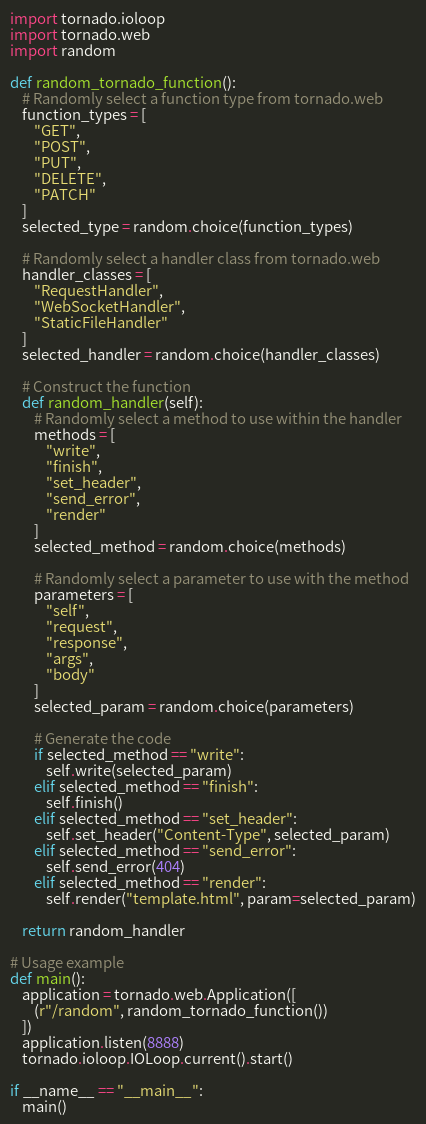 import tornado.ioloop
import tornado.web
import random

def random_tornado_function():
    # Randomly select a function type from tornado.web
    function_types = [
        "GET",
        "POST",
        "PUT",
        "DELETE",
        "PATCH"
    ]
    selected_type = random.choice(function_types)

    # Randomly select a handler class from tornado.web
    handler_classes = [
        "RequestHandler",
        "WebSocketHandler",
        "StaticFileHandler"
    ]
    selected_handler = random.choice(handler_classes)

    # Construct the function
    def random_handler(self):
        # Randomly select a method to use within the handler
        methods = [
            "write",
            "finish",
            "set_header",
            "send_error",
            "render"
        ]
        selected_method = random.choice(methods)

        # Randomly select a parameter to use with the method
        parameters = [
            "self",
            "request",
            "response",
            "args",
            "body"
        ]
        selected_param = random.choice(parameters)

        # Generate the code
        if selected_method == "write":
            self.write(selected_param)
        elif selected_method == "finish":
            self.finish()
        elif selected_method == "set_header":
            self.set_header("Content-Type", selected_param)
        elif selected_method == "send_error":
            self.send_error(404)
        elif selected_method == "render":
            self.render("template.html", param=selected_param)

    return random_handler

# Usage example
def main():
    application = tornado.web.Application([
        (r"/random", random_tornado_function())
    ])
    application.listen(8888)
    tornado.ioloop.IOLoop.current().start()

if __name__ == "__main__":
    main()